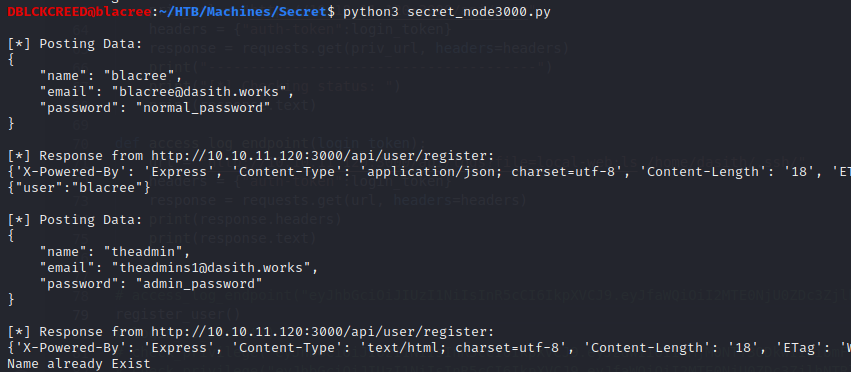 DBLCKCREED@blacree:~/HTB/Machines/Secret$ python3 secret_node3000.py
[*] Posting Data:
{
    "name": "blacree",
    "email": "blacree@dasith.works",
    "password": "normal_password"
}
[*] Response from http://10.10.11.120:3000/api/user/register:
{'X-Powered-By': 'Express', 'Content-Type': 'application/json; charset=utf-8', 'Content-Length': '18', 'ET
{"user":"blacree"}
[*] Posting Data:
{
    "name": "theadmin",
    "email": "theadmins1@dasith.works",
    "password": "admin_password"
}
[*] Response from http://10.10.11.120:3000/api/user/register:
{'X-Powered-By': 'Express', 'Content-Type': 'text/html; charset=utf-8', 'Content-Length': '18', 'ETag': 'W
Name already Exist